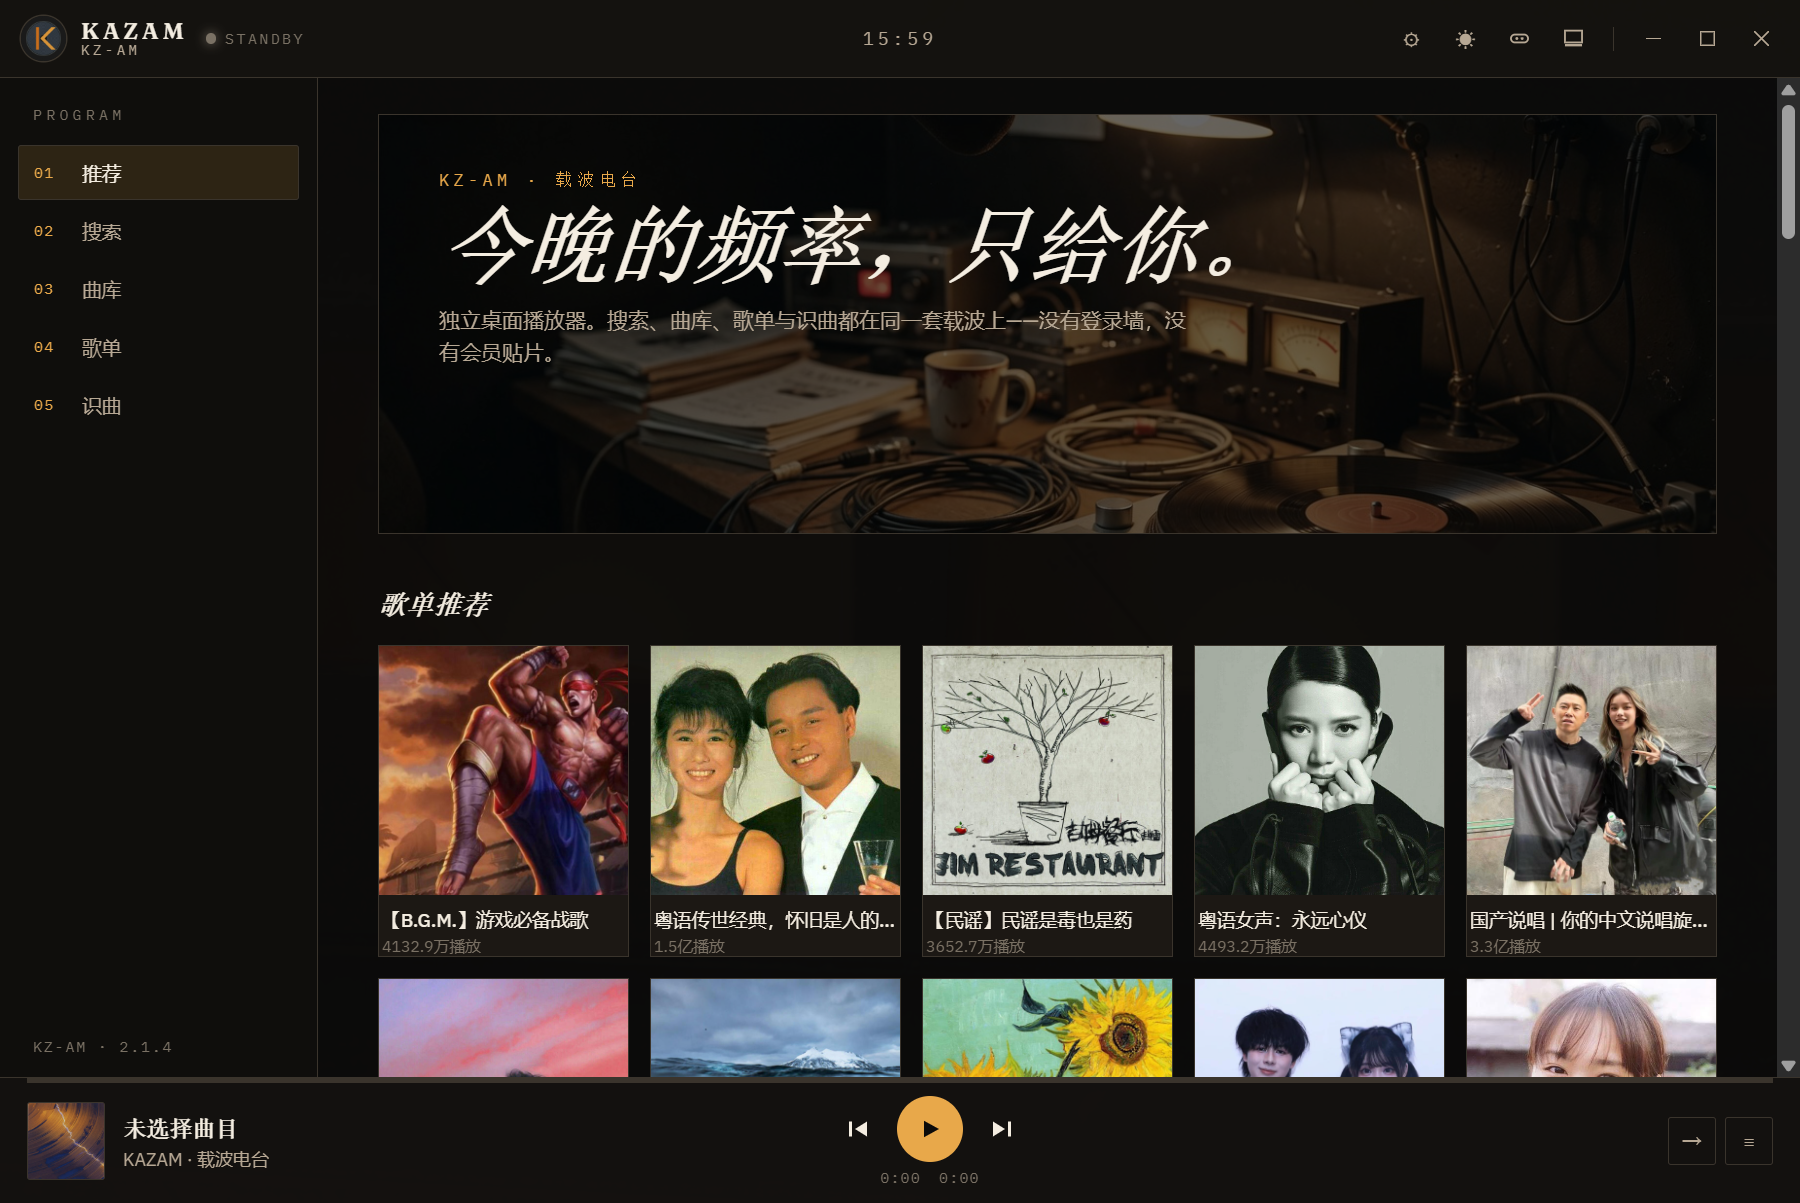 KAZAM
KZ-AM
STANDBY
15:59
PROGRAM
01 推荐
02 搜索
03 曲库
04 歌单
05 识曲
KZ-AM · 2.1.4
KZ-AM · 载波电台
今晚的频率，只给你。
独立桌面播放器。搜索、曲库、歌单与识曲都在同一套载波上——没有登录墙，没
有会员贴片。
歌单推荐
JIM RESTAURANT
【B.G.M.】游戏必备战歌
4132.9万播放
粤语传世经典，怀旧是人的...
1.5亿播放
【民谣】民谣是毒也是药
3652.7万播放
粤语女声：永远心仪
4493.2万播放
国产说唱 | 你的中文说唱旋...
3.3亿播放
未选择曲目
KAZAM · 载波电台
0:00 0:00